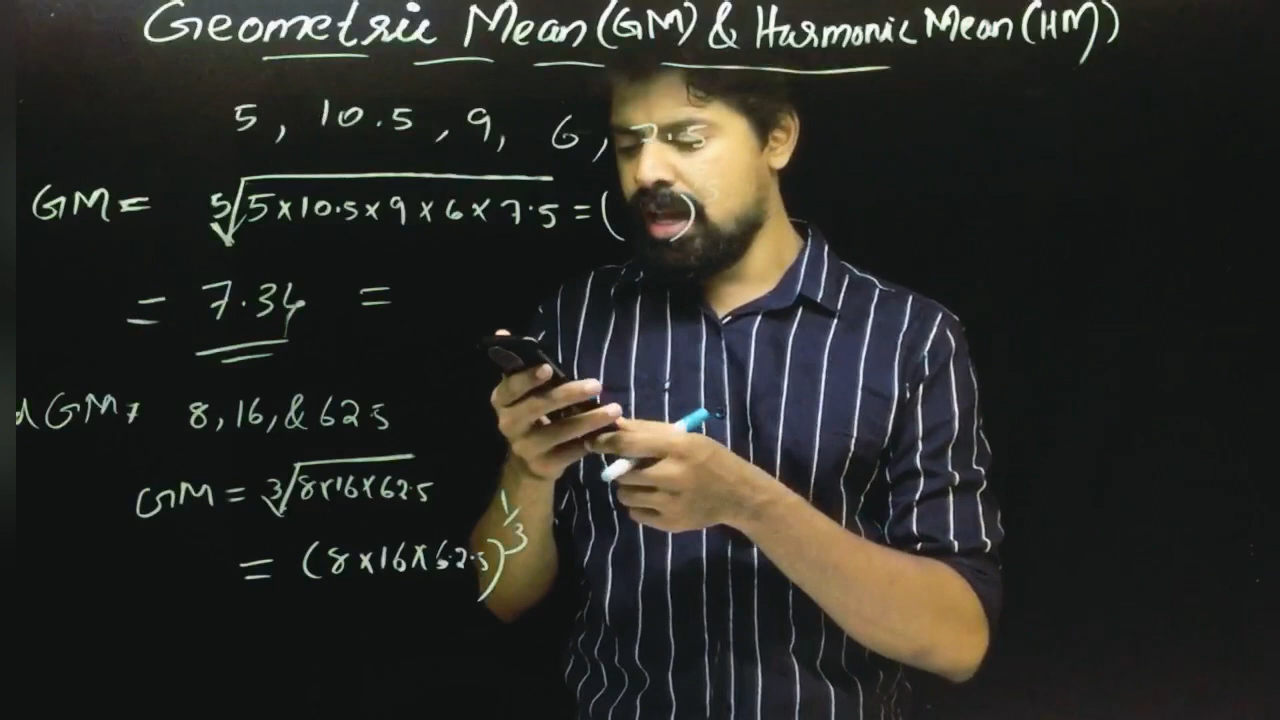 Geometric Mean (GM) & Harmonic Mean (HM)
5, 10.5, 9, 6, 7.5
GM = 5√5×10.5×9×6×7.5 = ( )
= 7.34 =
GM: 8, 16, & 62.5
GM = 3√8×16×62.5
= (8×16×62.5)^1/3